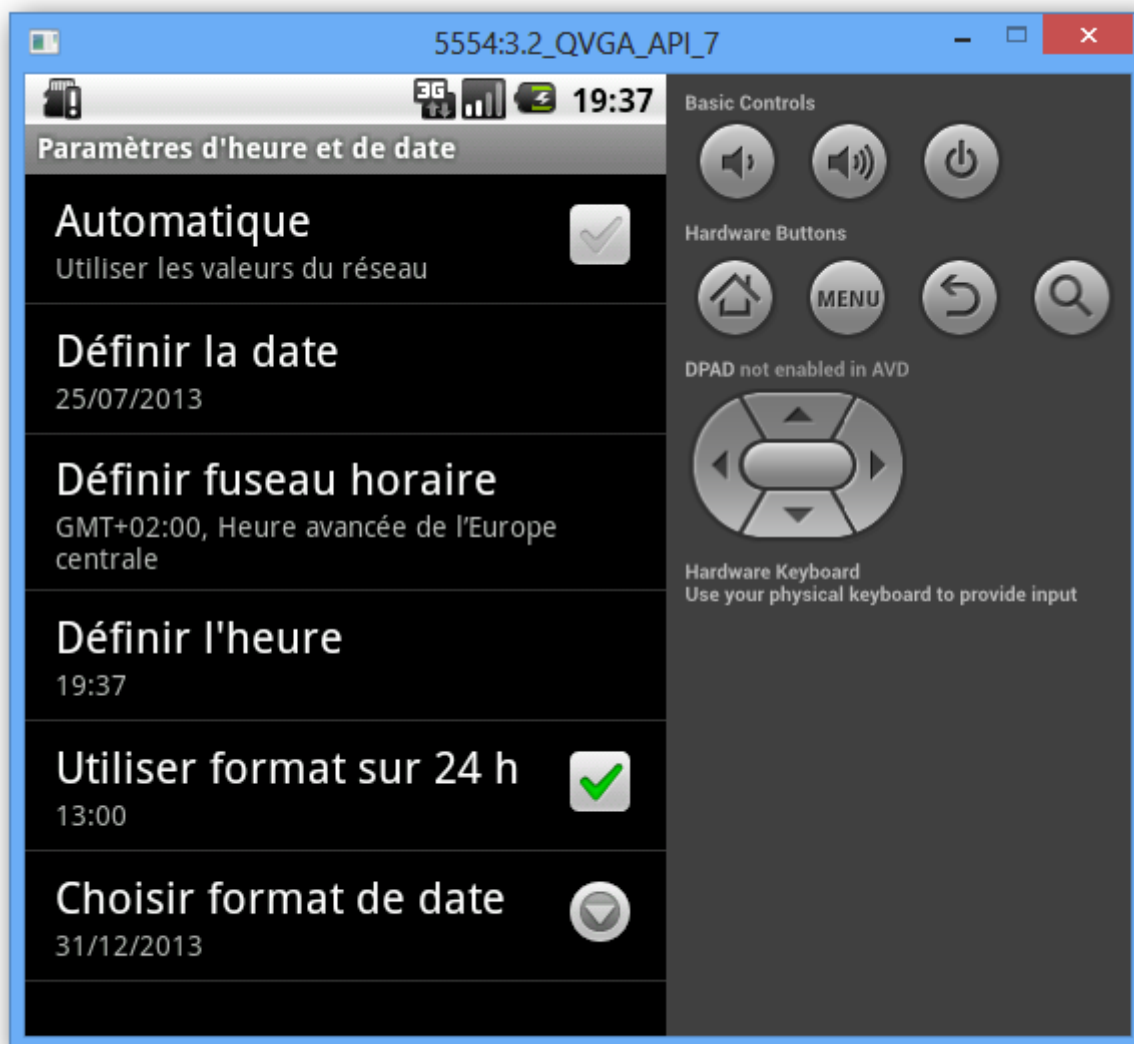 5554:3.2_QVGA_API_7
3G
19:37
Paramètres d'heure et de date
Automatique
Utiliser les valeurs du réseau
Définir la date
25/07/2013
Définir fuseau horaire
GMT+02:00, Heure avancée de l'Europe
centrale
Définir l'heure
19:37
Utiliser format sur 24 h
13:00
Choisir format de date
31/12/2013
Basic Controls
Hardware Buttons
MENU
DPAD not enabled in AVD
Hardware Keyboard
Use your physical keyboard to provide input